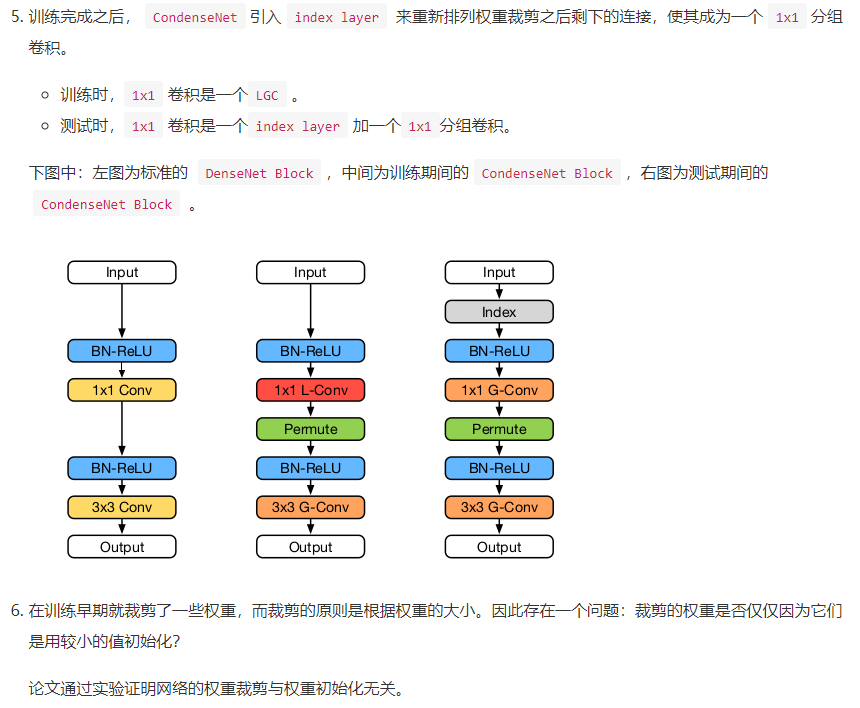 5. 训练完成之后， CondenseNet 引入 index layer 来重新排列权重裁剪之后剩下的连接，使其成为一个 1x1 分组
卷积。
训练时， 1x1 卷积是一个 LGC 。
测试时， 1x1 卷积是一个 index layer 加一个 1x1 分组卷积。
下图中：左图为标准的 DenseNet Block ，中间为训练期间的 CondenseNet Block ，右图为测试期间的
CondenseNet Block 。
Input
BN-ReLU
1x1 Conv
BN-ReLU
3x3 Conv
Output
Input
BN-ReLU
1x1 L-Conv
Permute
BN-ReLU
3x3 G-Conv
Output
Input
Index
BN-ReLU
1x1 G-Conv
Permute
BN-ReLU
3x3 G-Conv
Output
6. 在训练早期就裁剪了一些权重，而裁剪的原则是根据权重的大小。因此存在一个问题：裁剪的权重是否仅仅因为它们
是用较小的值初始化？
论文通过实验证明网络的权重裁剪与权重初始化无关。